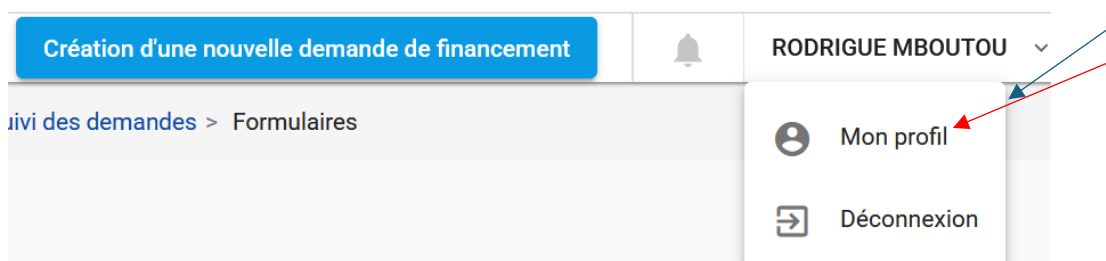 Création d'une nouvelle demande de financement
RODRIGUE MBOUTOU
uivi des demandes > Formulaires
Mon profil
Déconnexion